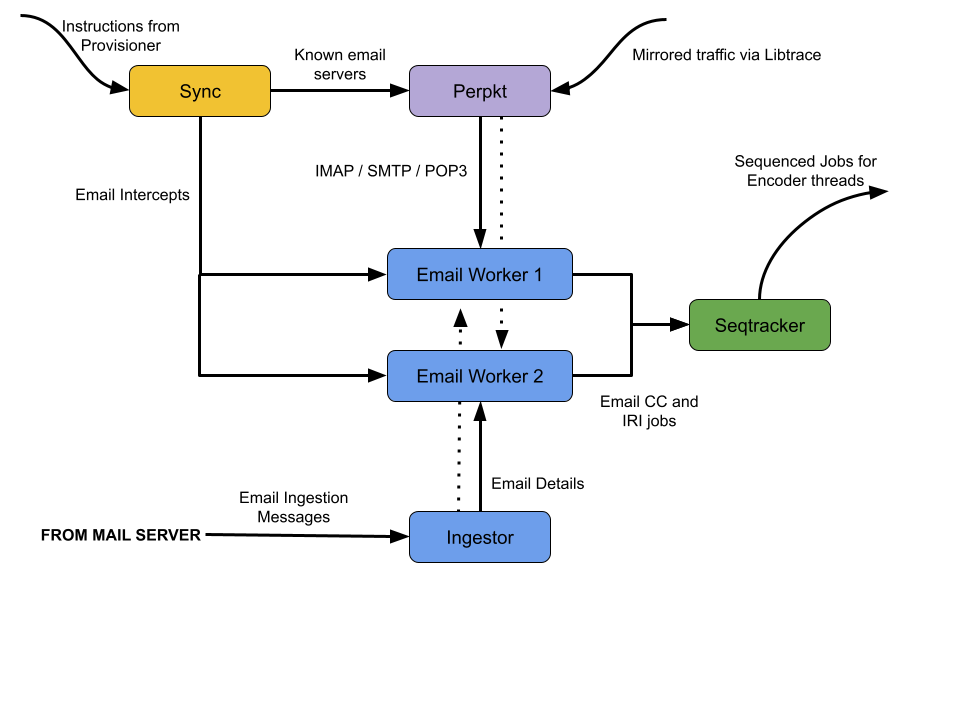 Instructions from
Provisioner
Known email
servers
Mirrored traffic via Libtrace
Sync
Perpkt
IMAP / SMTP / POP3
Sequenced Jobs for
Encoder threads
Email Intercepts
Email Worker 1
Seqtracker
Email Worker 2
Email CC and
IRI jobs
Email Details
Email Ingestion
Messages
FROM MAIL SERVER
Ingestor